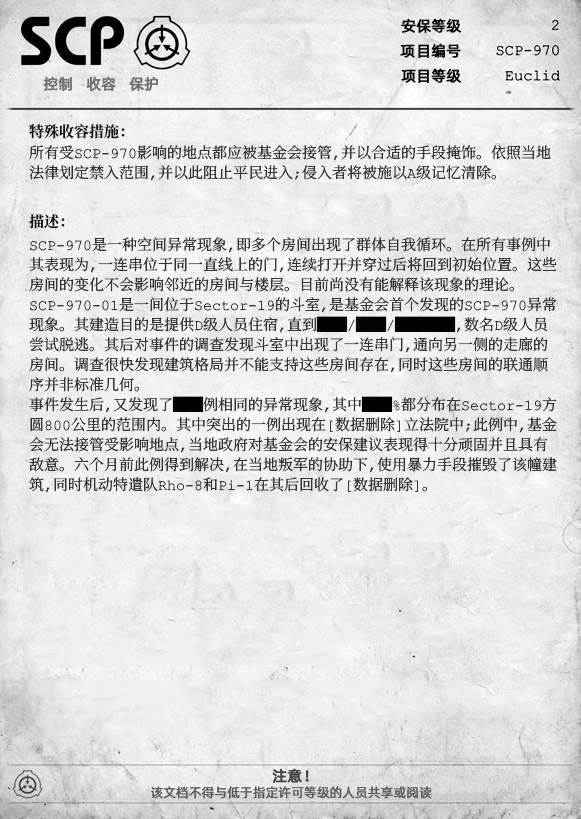 SCP
控制 收容 保护
安保等级 2
项目编号 SCP-970
项目等级 Euclid
特殊收容措施:
所有受SCP-970影响的地点都应被基金会接管,并以合适的手段掩饰。依照当地
法律划定禁入范围,并以此阻止平民进入;侵入者将被施以A级记忆清除。
描述:
SCP-970是一种空间异常现象,即多个房间出现了群体自我循环。在所有事例中
其表现为,一连串位于同一直线上的门,连续打开并穿过后将回到初始位置。这些
房间的变化不会影响邻近的房间与楼层。目前尚没有能解释该现象的理论。
SCP-970-01是一间位于Sector-19的斗室,是基金会首个发现的SCP-970异常
现象。其建造目的是提供D级人员住宿,直到███/███/██████,数名D级人员
尝试脱逃。其后对事件的调查发现斗室中出现了一连串门,通向另一侧的走廊的
房间。调查很快发现建筑格局并不能支持这些房间存在,同时这些房间的联通顺
序并非标准几何。
事件发生后,又发现了███例相同的异常现象,其中███%都分布在Sector-19方
圆800公里的范围内。其中突出的一例出现在[数据删除]立法院中;此例中,基金
会无法接管受影响地点,当地政府对基金会的安保建议表现得十分顽固并且具有
敌意。六个月前此例得到解决,在当地叛军的协助下,使用暴力手段摧毁了该幢建
筑,同时机动特遣队Rho-8和Pi-1在其后回收了[数据删除]。
注意!
该文档不得与低于指定许可等级的人员共享或阅读